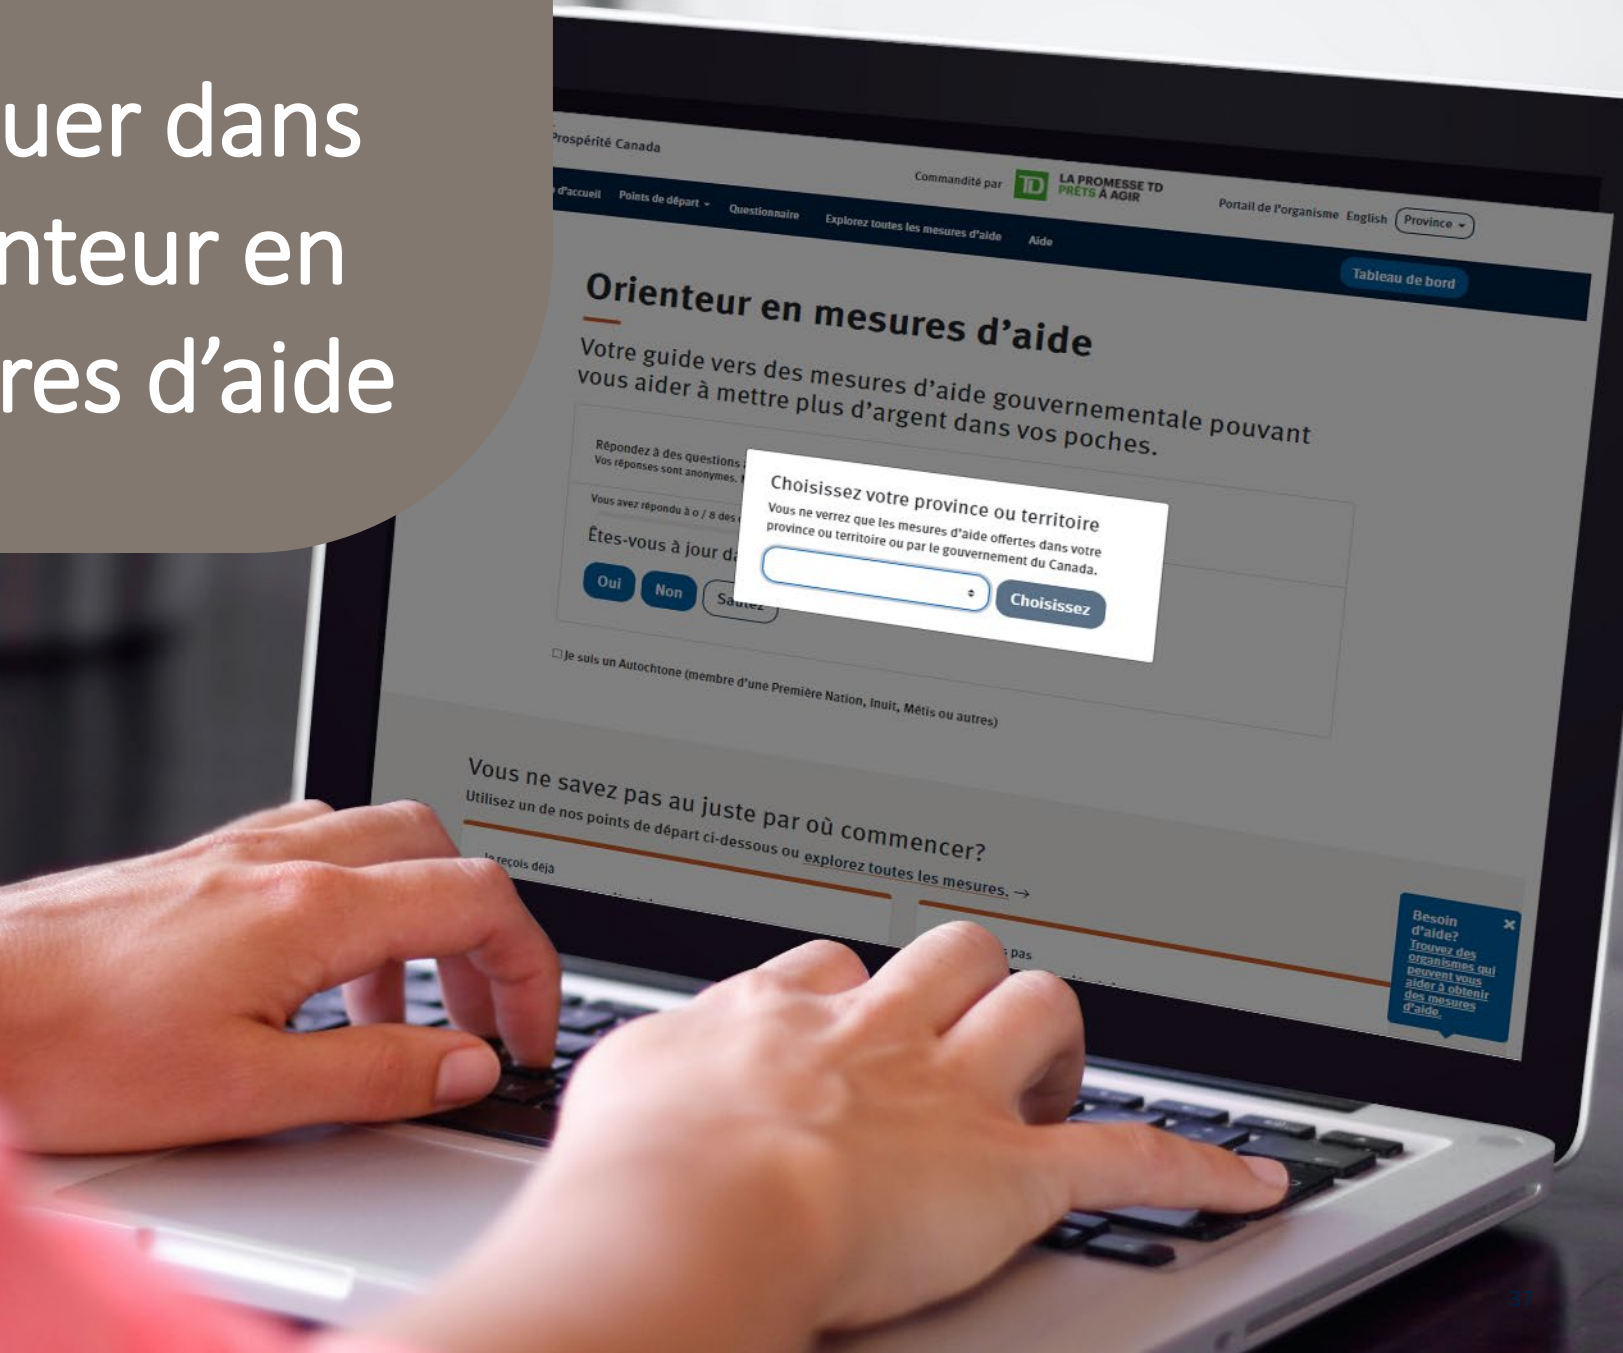 uer dans
nteur en
res d’aide
Prospérité Canada
Commandité par
TD
LA PROMESSE TD
PRÊTS À AGIR
Portail de l’organisme English Province
d’accueil Points de départ Questionnaire Explorez toutes les mesures d’aide Aide
Tableau de bord
Orienteur en mesures d’aide
Votre guide vers des mesures d’aide gouvernementale pouvant
vous aider à mettre plus d’argent dans vos poches.
Répondez à des questions
Vos réponses sont anonymes.
Vous avez répondu à 0 / 8 des
Êtes-vous à jour da
Oui Non Sautez
Choisissez votre province ou territoire
Vous ne verrez que les mesures d’aide offertes dans votre
province ou territoire ou par le gouvernement du Canada.
Choisissez
Je suis un Autochtone (membre d’une Première Nation, Inuit, Métis ou autres)
Vous ne savez pas au juste par où commencer?
Utilisez un de nos points de départ ci-dessous ou explorez toutes les mesures. →
Je reçois déjà
pas
Besoin
d’aide?
Trouvez des
organismes qui
peuvent vous
aider à obtenir
des mesures
d’aide.
37